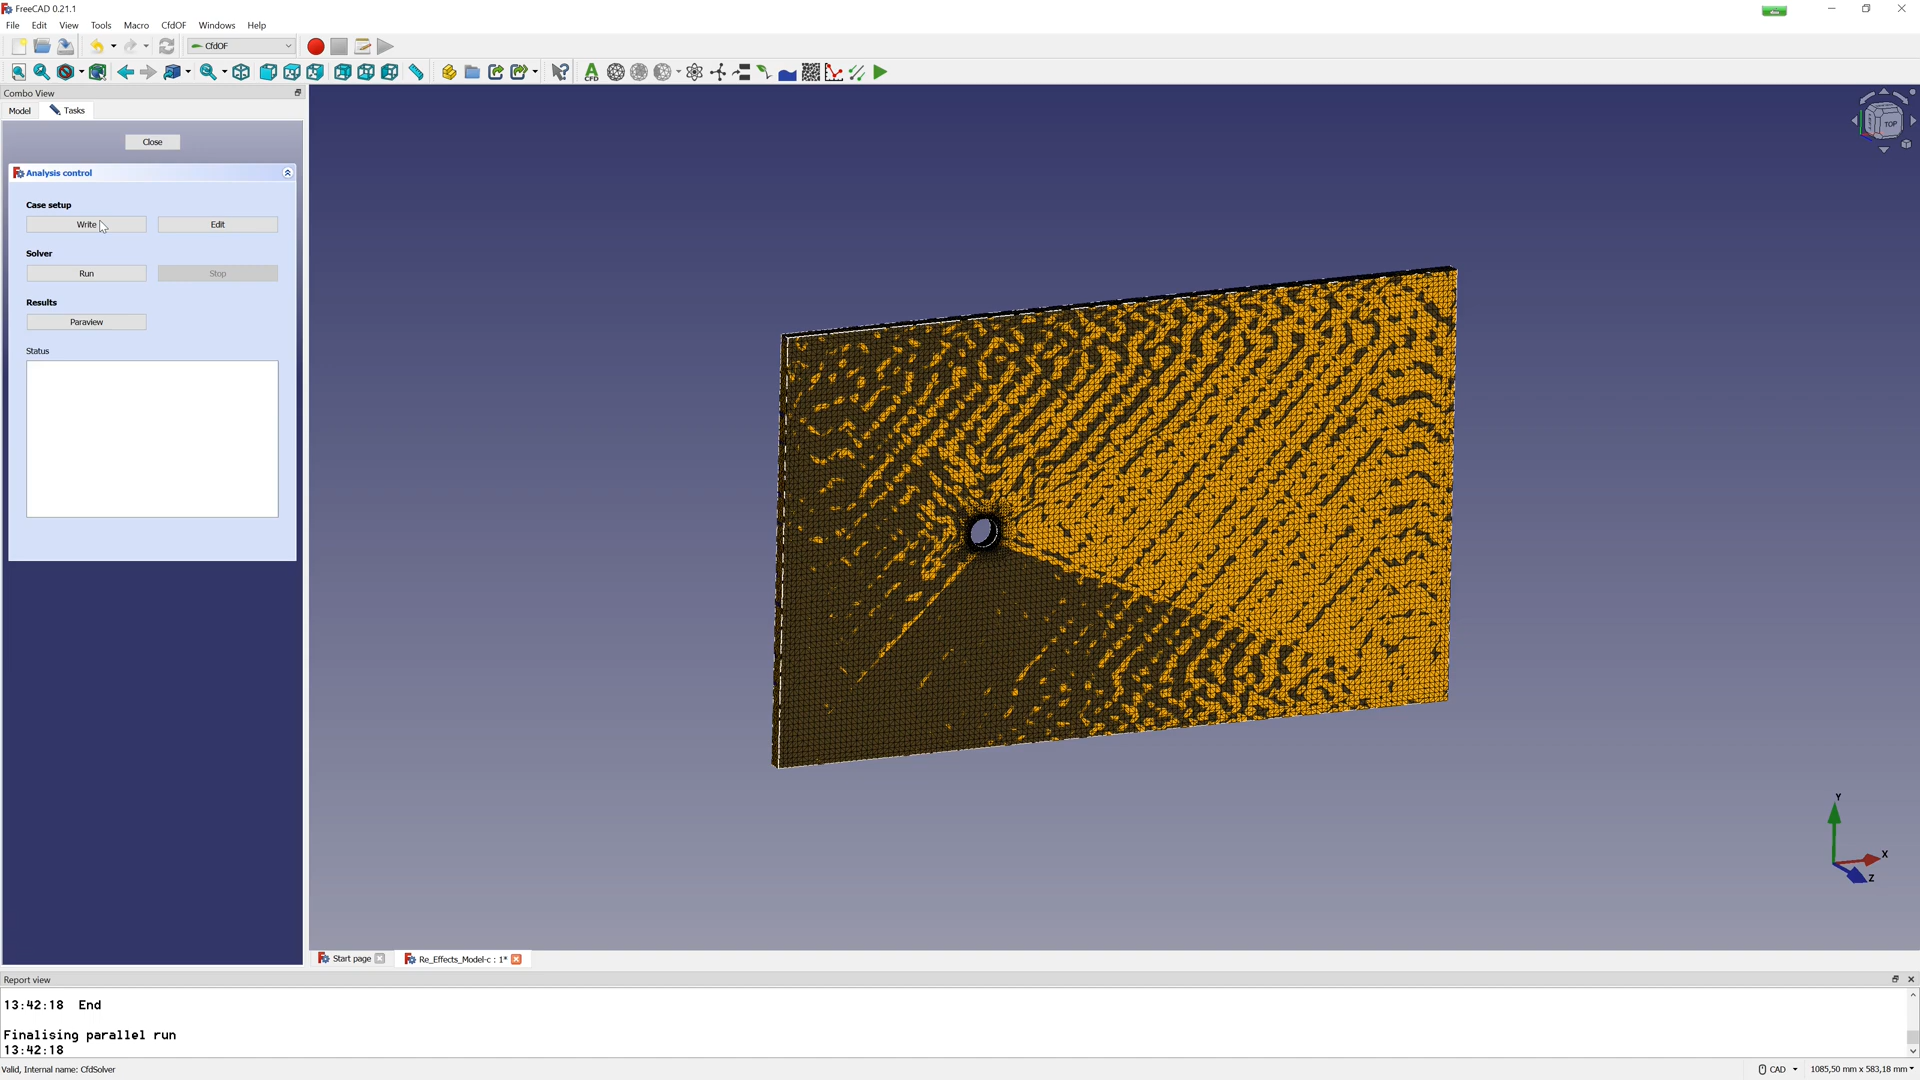 FreeCAD 0.21.1
File Edit View Tools Macro CfdOF Windows Help
CfdOF
CFD
Combo View
Model Tasks
Close
Analysis control
Case setup
Write Edit
Solver
Run Stop
Results
Paraview
Status
TOP
Y
X
Z
Start page Re_Effects_Model-c : 1*
Report view
13:42:18 End
Finalising parallel run
13:42:18
Valid, Internal name: CfdSolver
CAD 1085,50 mm x 583,18 mm